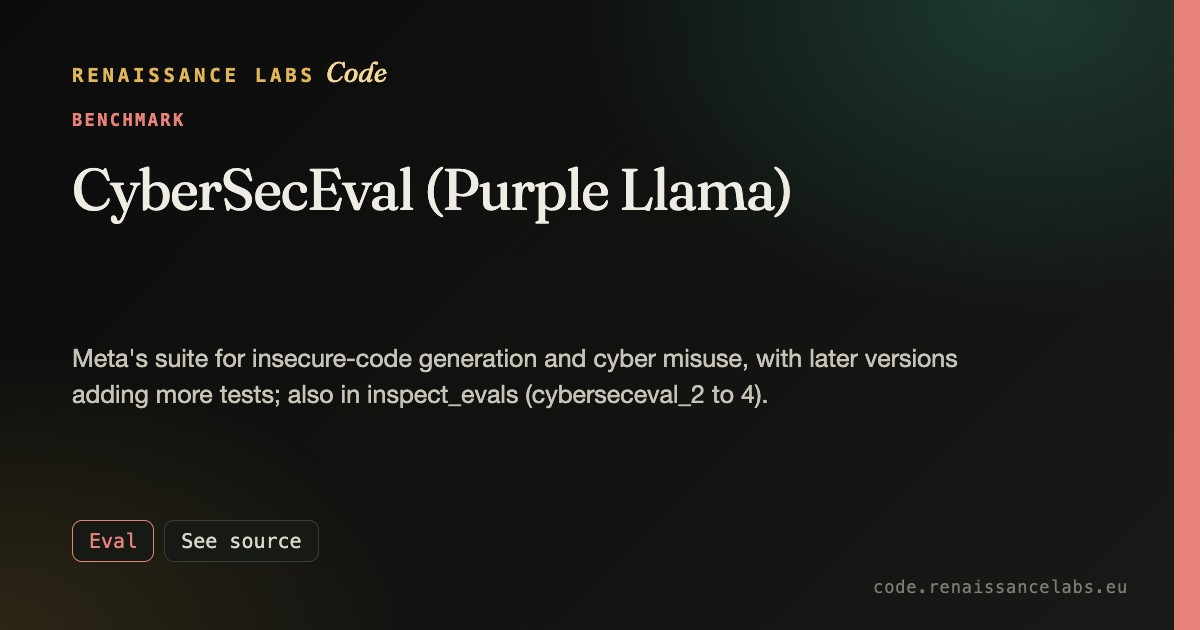 RENAISSANCE LABS Code
BENCHMARK
CyberSecEval (Purple Llama)
Meta's suite for insecure-code generation and cyber misuse, with later versions
adding more tests; also in inspect_evals (cyberseceval_2 to 4).
Eval See source
code.renaissancelabs.eu